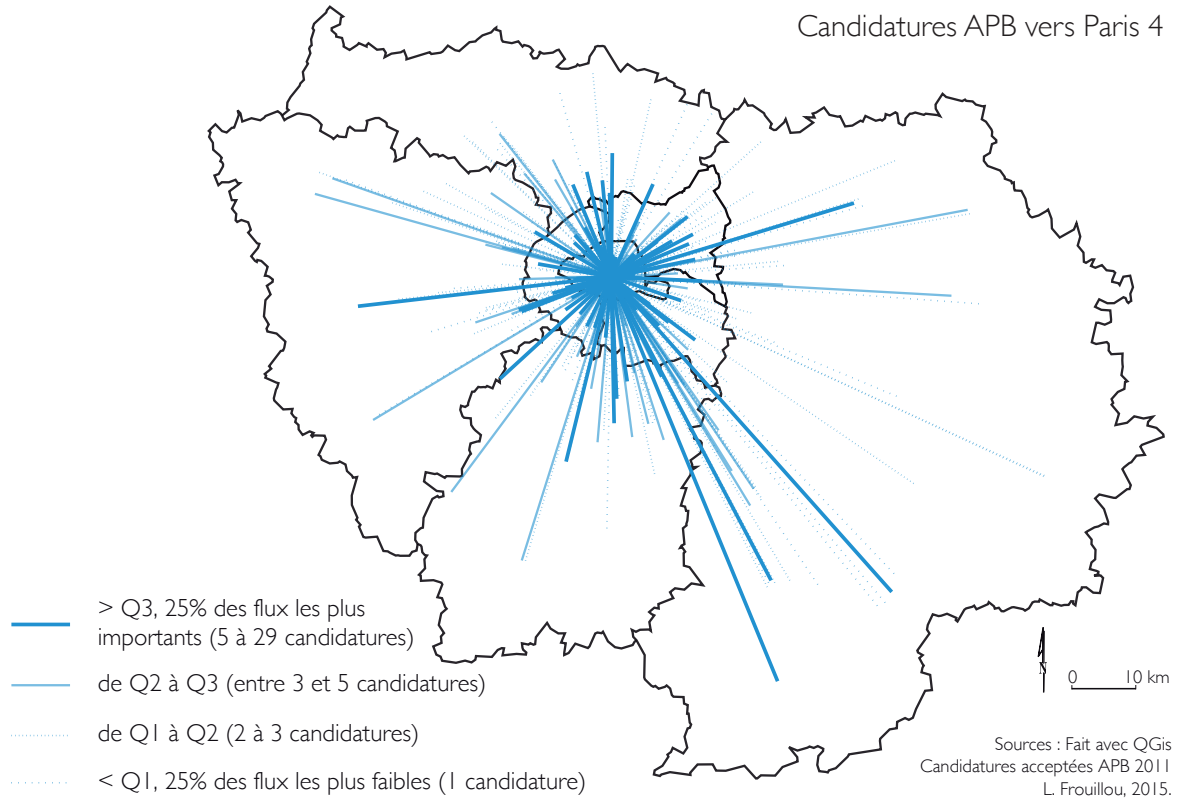 Candidatures APB vers Paris 4
> Q3, 25% des flux les plus
importants (5 à 29 candidatures)
de Q2 à Q3 (entre 3 et 5 candidatures)
de Q1 à Q2 (2 à 3 candidatures)
< Q1, 25% des flux les plus faibles (1 candidature)
N
0 10 km
Sources : Fait avec QGis
Candidatures acceptées APB 2011
L. Frouillou, 2015.